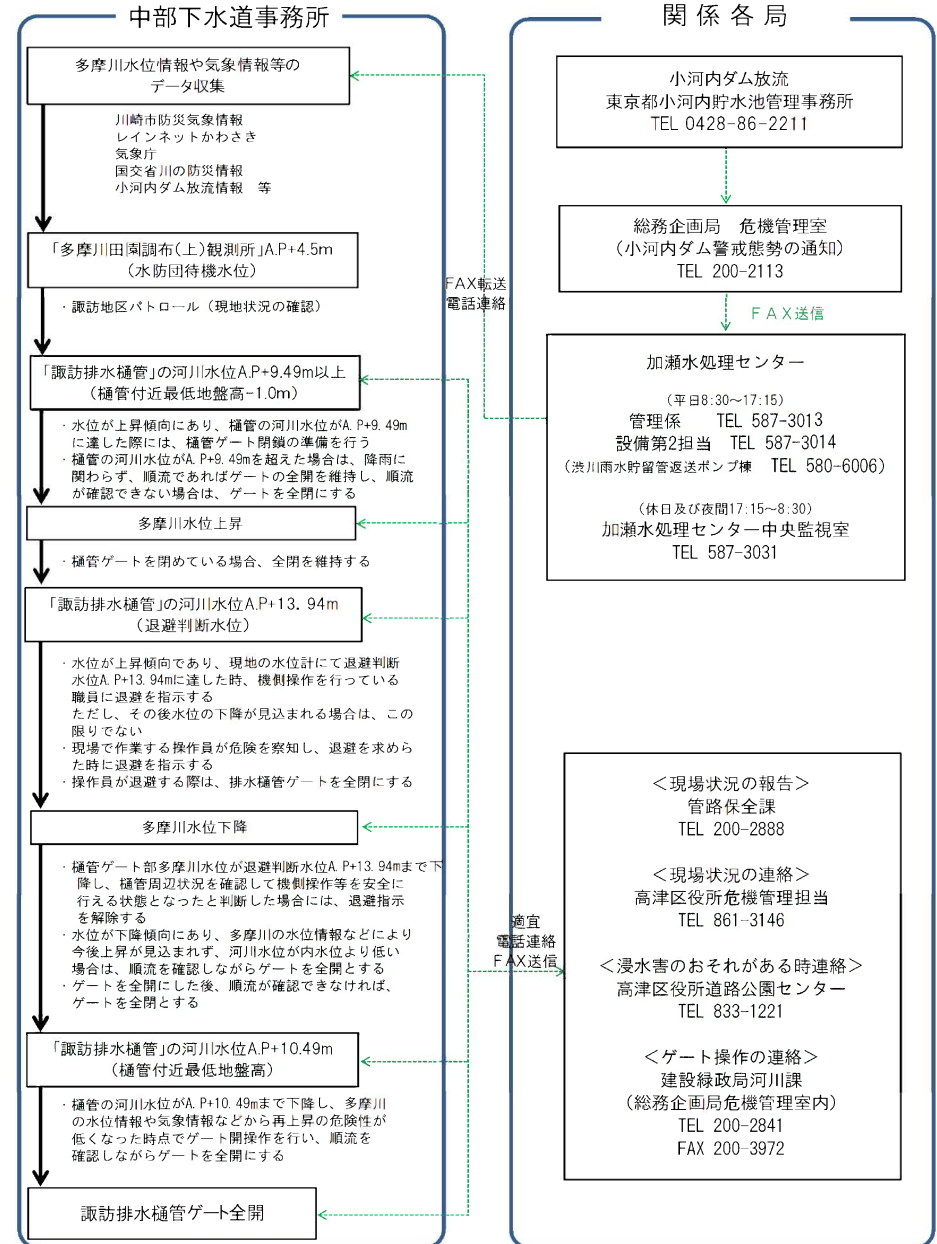 中部下水道事務所
多摩川水位情報や気象情報等の
データ収集
川崎市防災気象情報
レインネットかわさき
気象庁
国交省川の防災情報
小河内ダム放流情報　等
「多摩川田園調布(上)観測所」A.P+4.5m
(水防団待機水位)
・諏訪地区パトロール（現地状況の確認）
「諏訪排水樋管」の河川水位A.P+9.49m以上
(樋管付近最低地盤高-1.0m)
・水位が上昇傾向にあり、樋管の河川水位がA.P+9.49m
に達した際には、樋管ゲート閉鎖の準備を行う
・樋管の河川水位がA.P+9.49mを超えた場合は、降雨に
関わらず、順流であればゲートの全開を維持し、順流
が確認できない場合は、ゲートを全閉にする
多摩川水位上昇
・樋管ゲートを閉めている場合、全閉を維持する
「諏訪排水樋管」の河川水位A.P+13.94m
(退避判断水位)
・水位が上昇傾向であり、現地の水位計にて退避判断
水位A.P+13.94mに達した時、機側操作を行っている
職員に退避を指示する
ただし、その後水位の下降が見込まれる場合は、この
限りでない
・現場で作業する操作員が危険を察知し、退避を求めら
た時に退避を指示する
・操作員が退避する際は、排水樋管ゲートを全閉にする
多摩川水位下降
・樋管ゲート部多摩川水位が退避判断水位A.P+13.94mまで下
降し、樋管周辺状況を確認して機側操作等を安全に
行える状態となったと判断した場合には、退避指示
を解除する
・水位が下降傾向にあり、多摩川の水位情報などにより
今後上昇が見込まれず、河川水位が内水位より低い
場合は、順流を確認しながらゲートを全開とする
・ゲートを全開にした後、順流が確認できなければ、
ゲートを全閉とする
「諏訪排水樋管」の河川水位A.P+10.49m
(樋管付近最低地盤高)
・樋管の河川水位がA.P+10.49mまで下降し、多摩川
の水位情報や気象情報などから再上昇の危険性が
低くなった時点でゲート開操作を行い、順流を
確認しながらゲートを全開にする
諏訪排水樋管ゲート全開
FAX転送
電話連絡
適宜
電話連絡
FAX送信
関係各局
小河内ダム放流
東京都小河内貯水池管理事務所
TEL 0428-86-2211
総務企画局　危機管理室
(小河内ダム警戒態勢の通知)
TEL 200-2113
ＦＡＸ送信
加瀬水処理センター
(平日8:30～17:15)
管理係　TEL 587-3013
設備第2担当　TEL 587-3014
(渋川雨水貯留管返送ポンプ棟　TEL 580-6006)
(休日及び夜間17:15～8:30)
加瀬水処理センター中央監視室
TEL 587-3031
＜現場状況の報告＞
管路保全課
TEL 200-2888
＜現場状況の連絡＞
高津区役所危機管理担当
TEL 861-3146
＜浸水害のおそれがある時連絡＞
高津区役所道路公園センター
TEL 833-1221
＜ゲート操作の連絡＞
建設緑政局河川課
(総務企画局危機管理室内)
TEL 200-2841
FAX 200-3972